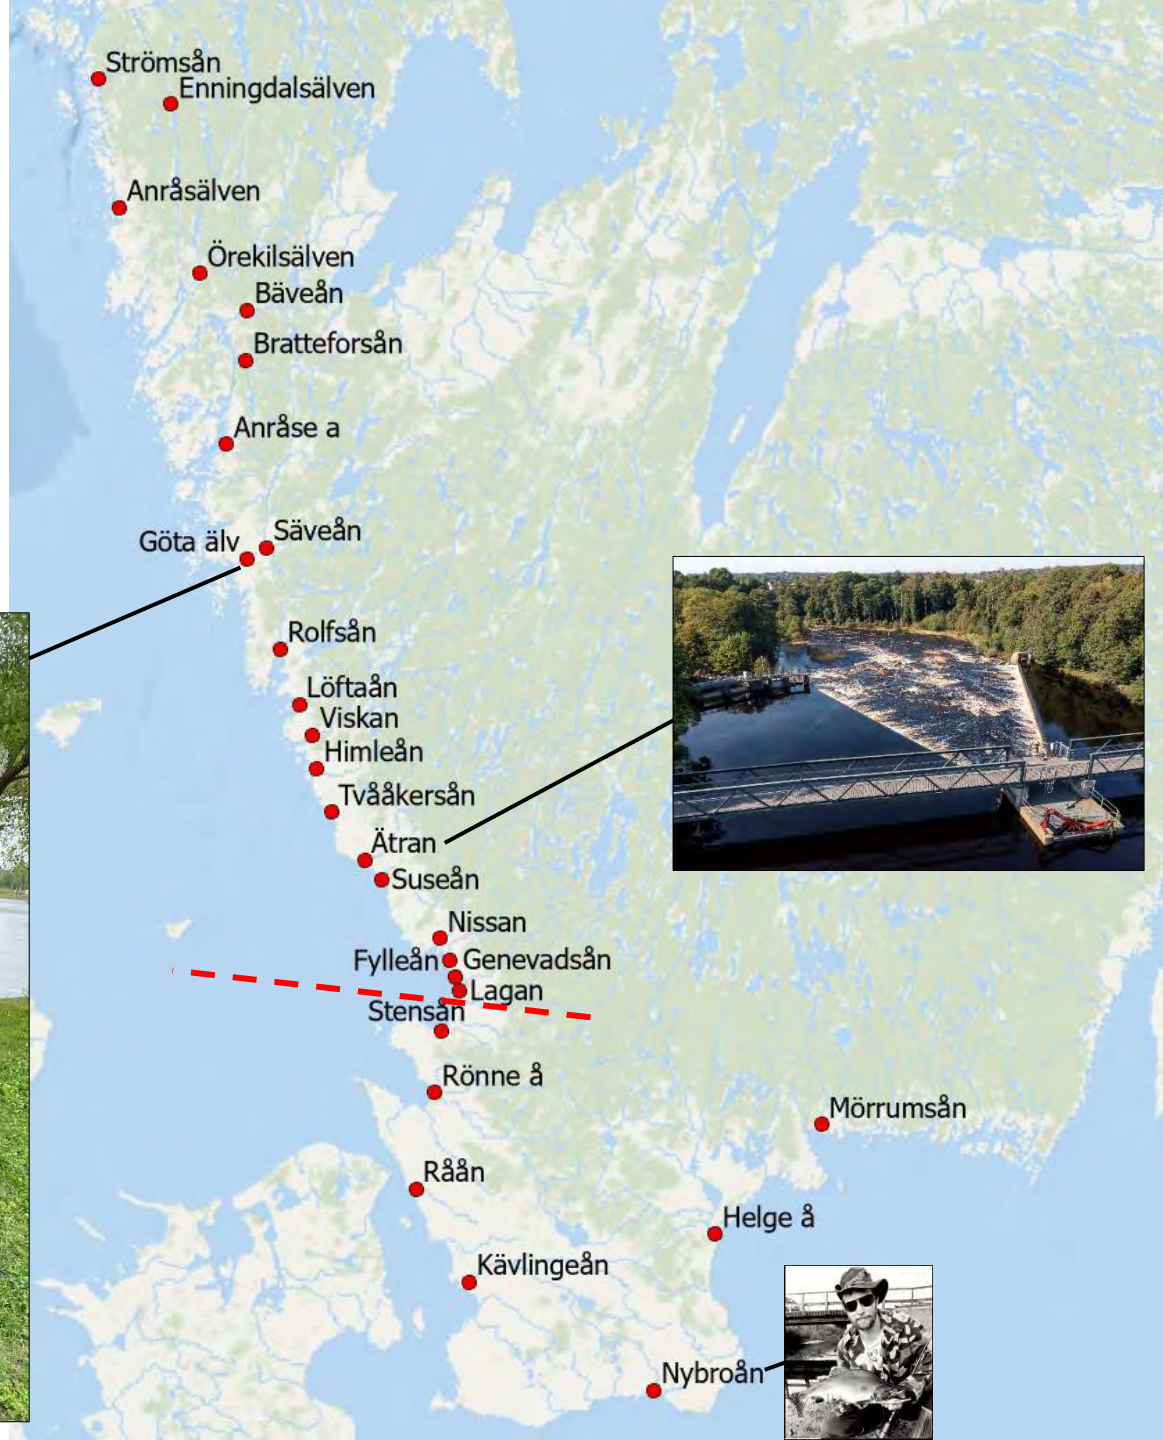 Strömsån
Enningdalsälven
Anråsälven
Örekilsälven
Bäveån
Bratteforsån
Anråse a
Göta älv
Säveån
Rolfsån
Löftaån
Viskan
Himleån
Tvååkersån
Ätran
Suseån
Nissan
Fylleån
Genevadsån
Lagan
Stensån
Rönne å
Mörrumsån
Råån
Helge å
Kävlingeån
Nybroån